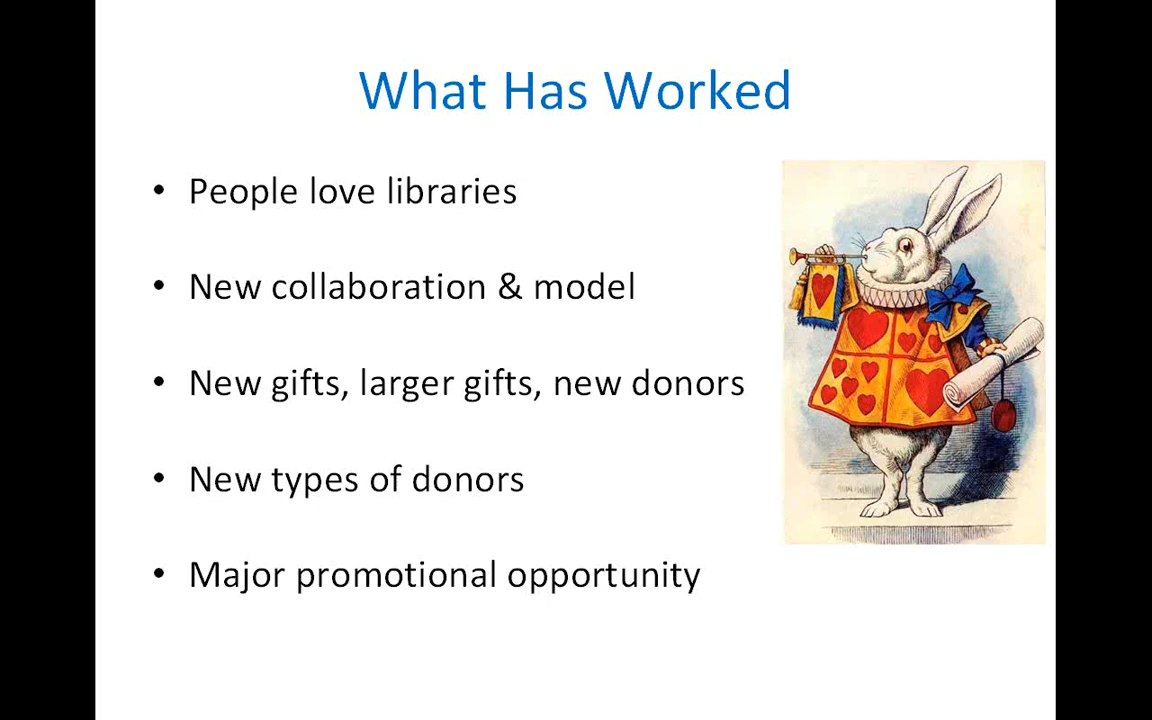 What Has Worked
• People love libraries
• New collaboration & model
• New gifts, larger gifts, new donors
• New types of donors
• Major promotional opportunity